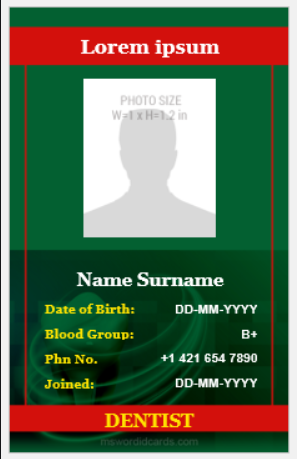 Lorem ipsum
PHOTO SIZE
W=1 x H=1.2 in
Name Surname
Date of Birth: DD-MM-YYYY
Blood Group: B+
Phn No. +1 421 654 7890
Joined: DD-MM-YYYY
DENTIST
mswordidcards.com